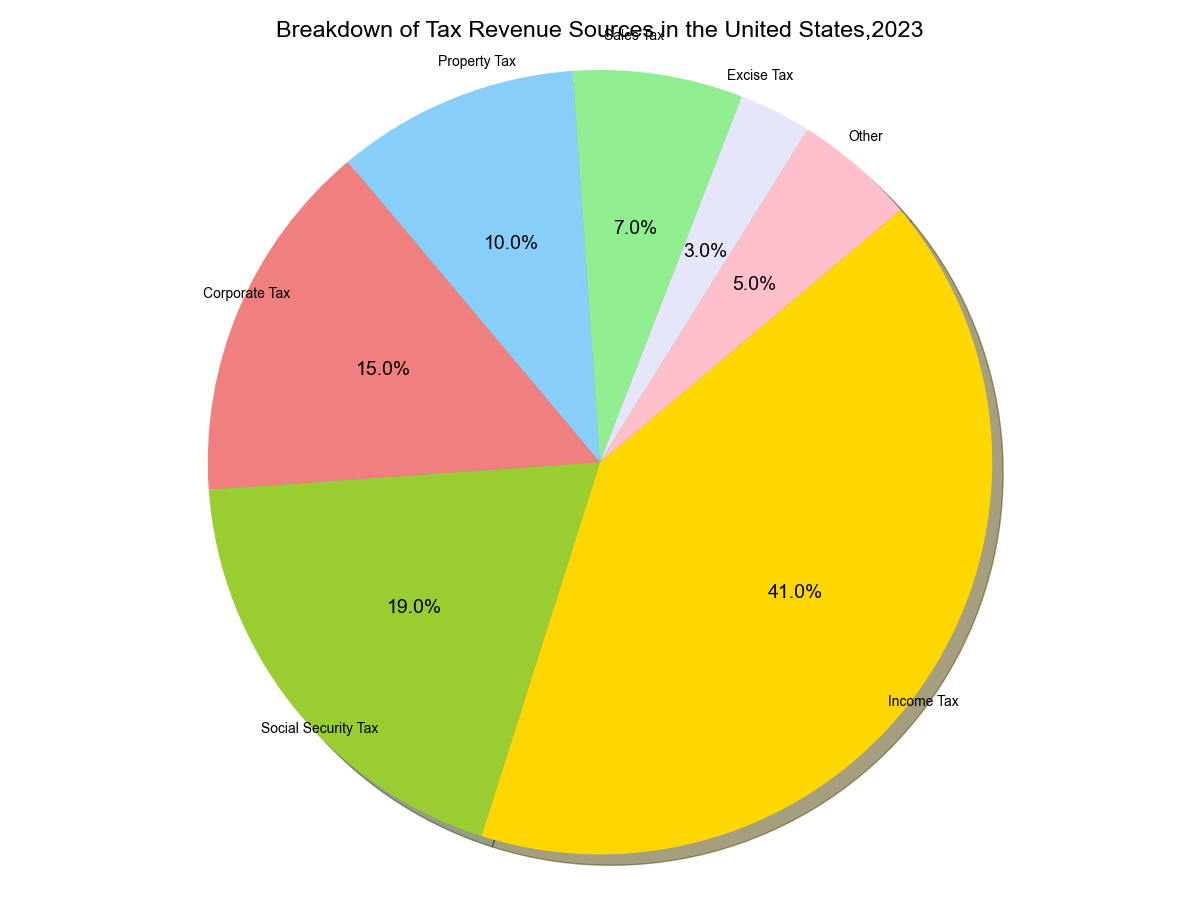 Breakdown of Tax Revenue Sources in the United States,2023
Sales Tax
Property Tax
Excise Tax
Other
Corporate Tax
Social Security Tax
Income Tax
7.0%
10.0%
3.0%
5.0%
15.0%
19.0%
41.0%